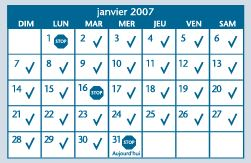 janvier 2007
DIM LUN MAR MER JEU VEN SAM
1 STOP 2 3 4 5 6
7 8 9 10 11 12 13
14 15 16 STOP 17 18 19 20
21 22 23 24 25 26 27
28 29 30 31 STOP
Aujourd'hui